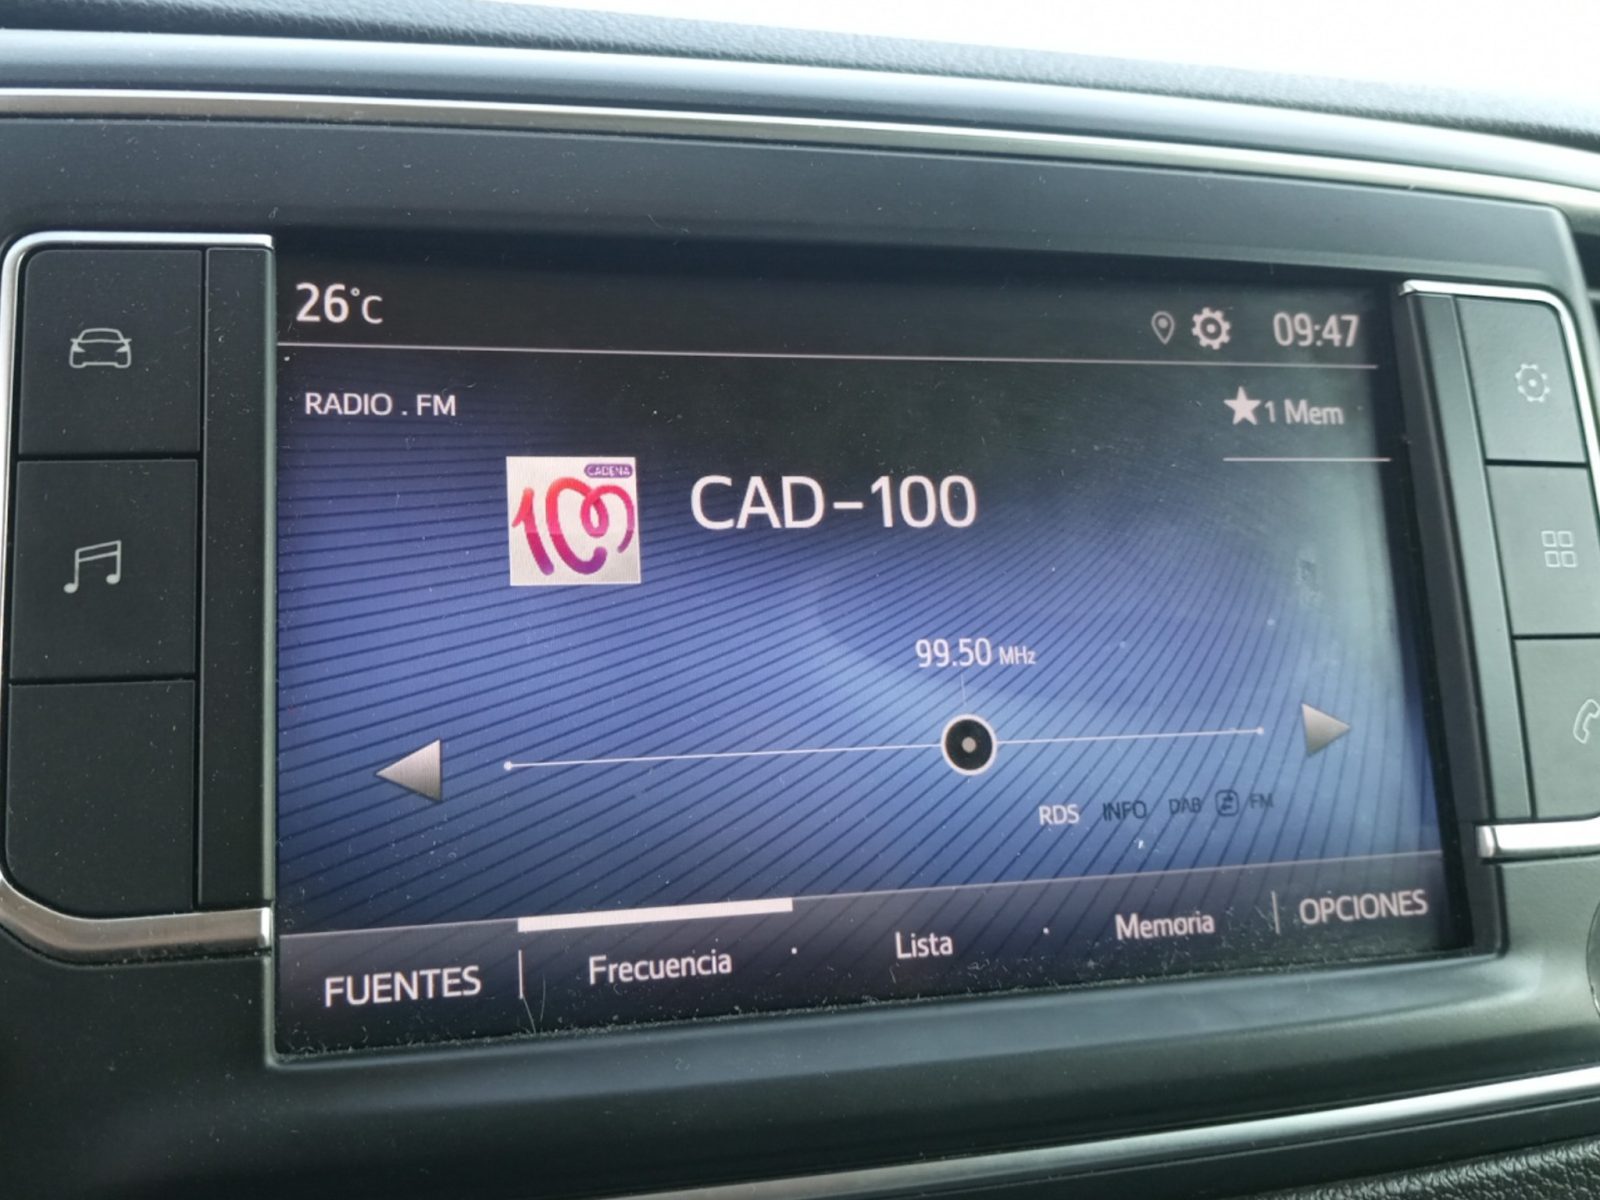 26°C
09:47
RADIO . FM
★1 Mem
CADENA
100
CAD-100
99.50 MHz
RDS INFO DAB FM
FUENTES Frecuencia · Lista · Memoria OPCIONES